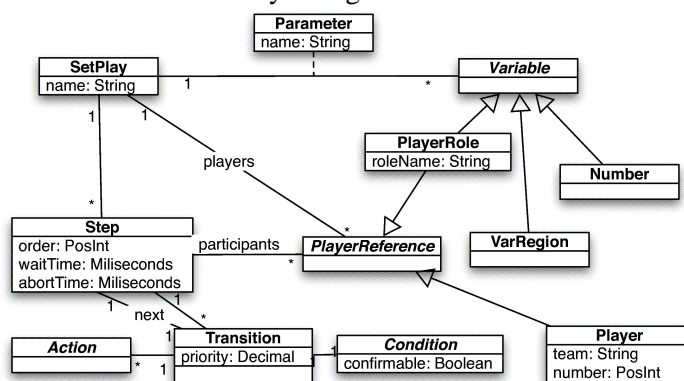 Parameter
name: String
SetPlay
name: String
1
*
Variable
1
1
PlayerRole
roleName: String
players
Number
*
*
Step
order: PosInt
waitTime: Miliseconds
abortTime: Miliseconds
participants
*
PlayerReference
VarRegion
1
1
next
1
*
Action
*
1
Transition
priority: Decimal
1
1
Condition
confirmable: Boolean
Player
team: String
number: PosInt